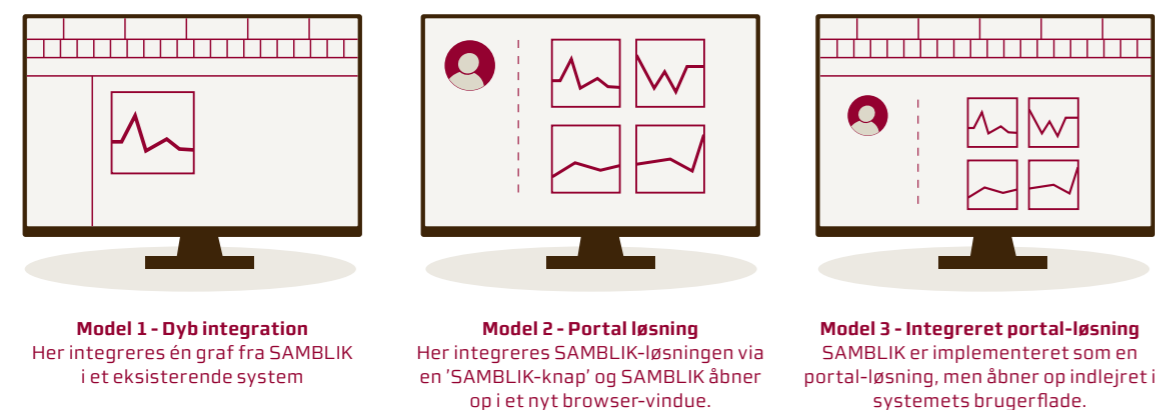 Model 1 - Dyb integration
Her integreres én graf fra SAMBLIK
i et eksisterende system
Model 2 - Portal løsning
Her integreres SAMBLIK-løsningen via
en ’SAMBLIK-knap’ og SAMBLIK åbner
op i et nyt browser-vindue.
Model 3 - Integreret portal-løsning
SAMBLIK er implementeret som en
portal-løsning, men åbner op indlejret i
systemets brugerflade.